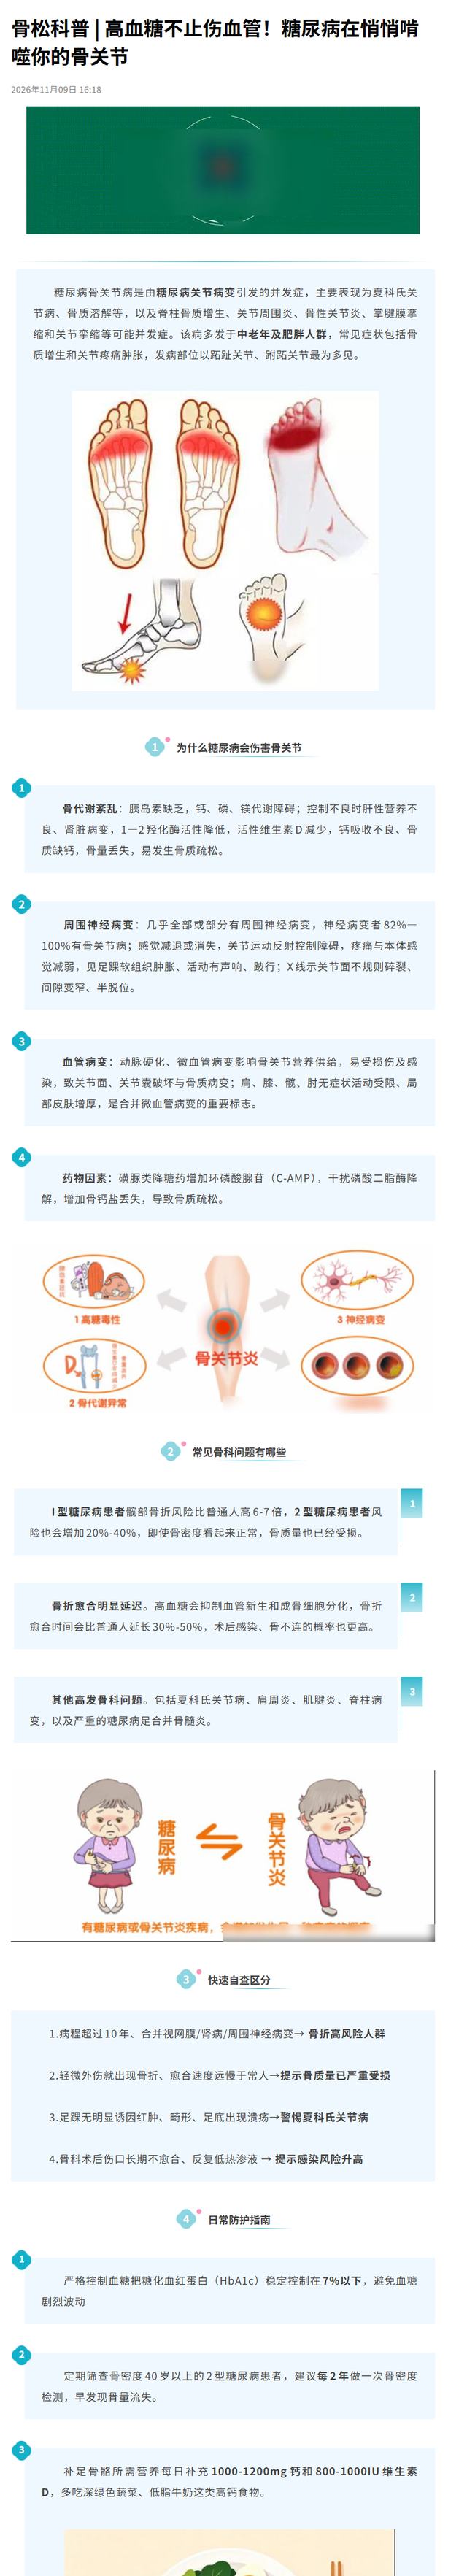 骨松科普 | 高血糖不止伤血管！糖尿病在悄悄啃
噬你的骨关节
2026年11月09日 16:18
糖尿病骨关节病是由糖尿病关节病变引发的并发症，主要表现为夏科氏关
节病、骨质溶解等，以及脊柱骨质增生、关节周围炎、骨性关节炎、掌腱膜挛
缩和关节挛缩等可能并发症。该病多发于中老年及肥胖人群，常见症状包括骨
质增生和关节疼痛肿胀，发病部位以跖趾关节、跗跖关节最为多见。
1 为什么糖尿病会伤害骨关节
1
骨代谢紊乱：胰岛素缺乏，钙、磷、镁代谢障碍；控制不良时肝性营养不
良、肾脏病变，1—2羟化酶活性降低，活性维生素D减少，钙吸收不良、骨
质缺钙，骨量丢失，易发生骨质疏松。
2
周围神经病变：几乎全部或部分有周围神经病变，神经病变者82%—
100%有骨关节病；感觉减退或消失，关节运动反射控制障碍，疼痛与本体感
觉减弱，见足踝软组织肿胀、活动有声响、跛行；X线示关节面不规则碎裂、
间隙变窄、半脱位。
3
血管病变：动脉硬化、微血管病变影响骨关节营养供给，易受损伤及感
染，致关节面、关节囊破坏与骨质病变；肩、膝、髋、肘无症状活动受限、局
部皮肤增厚，是合并微血管病变的重要标志。
4
药物因素：磺脲类降糖药增加环磷酸腺苷（C-AMP），干扰磷酸二脂酶降
解，增加骨钙盐丢失，导致骨质疏松。
1高糖毒性
3 神经病变
骨关节炎
2 骨代谢异常
2 常见骨科问题有哪些
1
I型糖尿病患者髋部骨折风险比普通人高6-7倍，2型糖尿病患者风
险也会增加20%-40%，即使骨密度看起来正常，骨质量也已经受损。
2
骨折愈合明显延迟。高血糖会抑制血管新生和成骨细胞分化，骨折
愈合时间会比普通人延长30%-50%，术后感染、骨不连的概率也更高。
3
其他高发骨科问题。包括夏科氏关节病、肩周炎、肌腱炎、脊柱病
变，以及严重的糖尿病足合并骨髓炎。
糖尿病
骨关节炎
有糖尿病或骨关节炎疾病，
3 快速自查区分
1.病程超过10年、合并视网膜/肾病/周围神经病变→ 骨折高风险人群
2.轻微外伤就出现骨折、愈合速度远慢于常人→提示骨质量已严重受损
3.足踝无明显诱因红肿、畸形、足底出现溃疡→警惕夏科氏关节病
4.骨科术后伤口长期不愈合、反复低热渗液 → 提示感染风险升高
4 日常防护指南
1
严格控制血糖把糖化血红蛋白（HbA1c）稳定控制在7%以下，避免血糖
剧烈波动
2
定期筛查骨密度40岁以上的2型糖尿病患者，建议每2年做一次骨密度
检测，早发现骨量流失。
3
补足骨骼所需营养每日补充1000-1200mg钙和800-1000IU维生素
D，多吃深绿色蔬菜、低脂牛奶这类高钙食物。